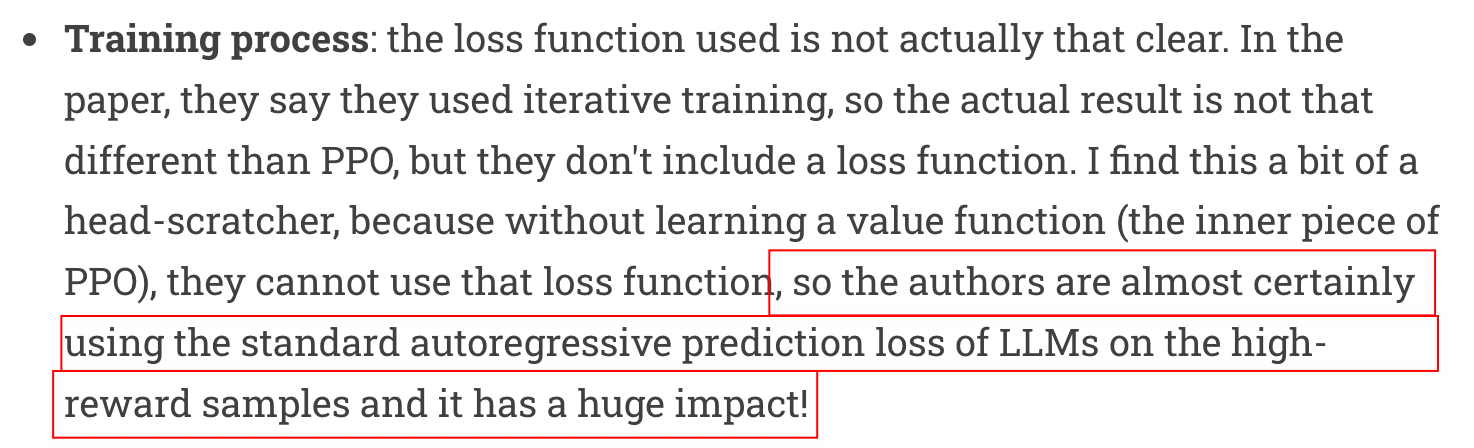 • Training process: the loss function used is not actually that clear. In the
paper, they say they used iterative training, so the actual result is not that
different than PPO, but they don't include a loss function. I find this a bit of a
head-scratcher, because without learning a value function (the inner piece of
PPO), they cannot use that loss function, so the authors are almost certainly
using the standard autoregressive prediction loss of LLMs on the high-
reward samples and it has a huge impact!